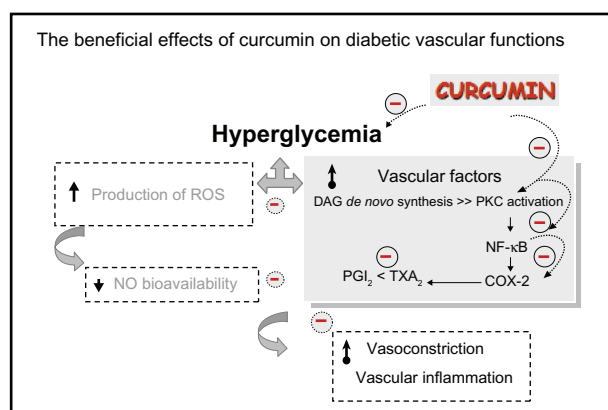 The beneficial effects of curcumin on diabetic vascular functions
CURCUMIN
Hyperglycemia
Production of ROS
Vascular factors
DAG de novo synthesis >> PKC activation
NF-κB
NO bioavailability
PGI₂ < TXA₂
COX-2
Vasoconstriction
Vascular inflammation